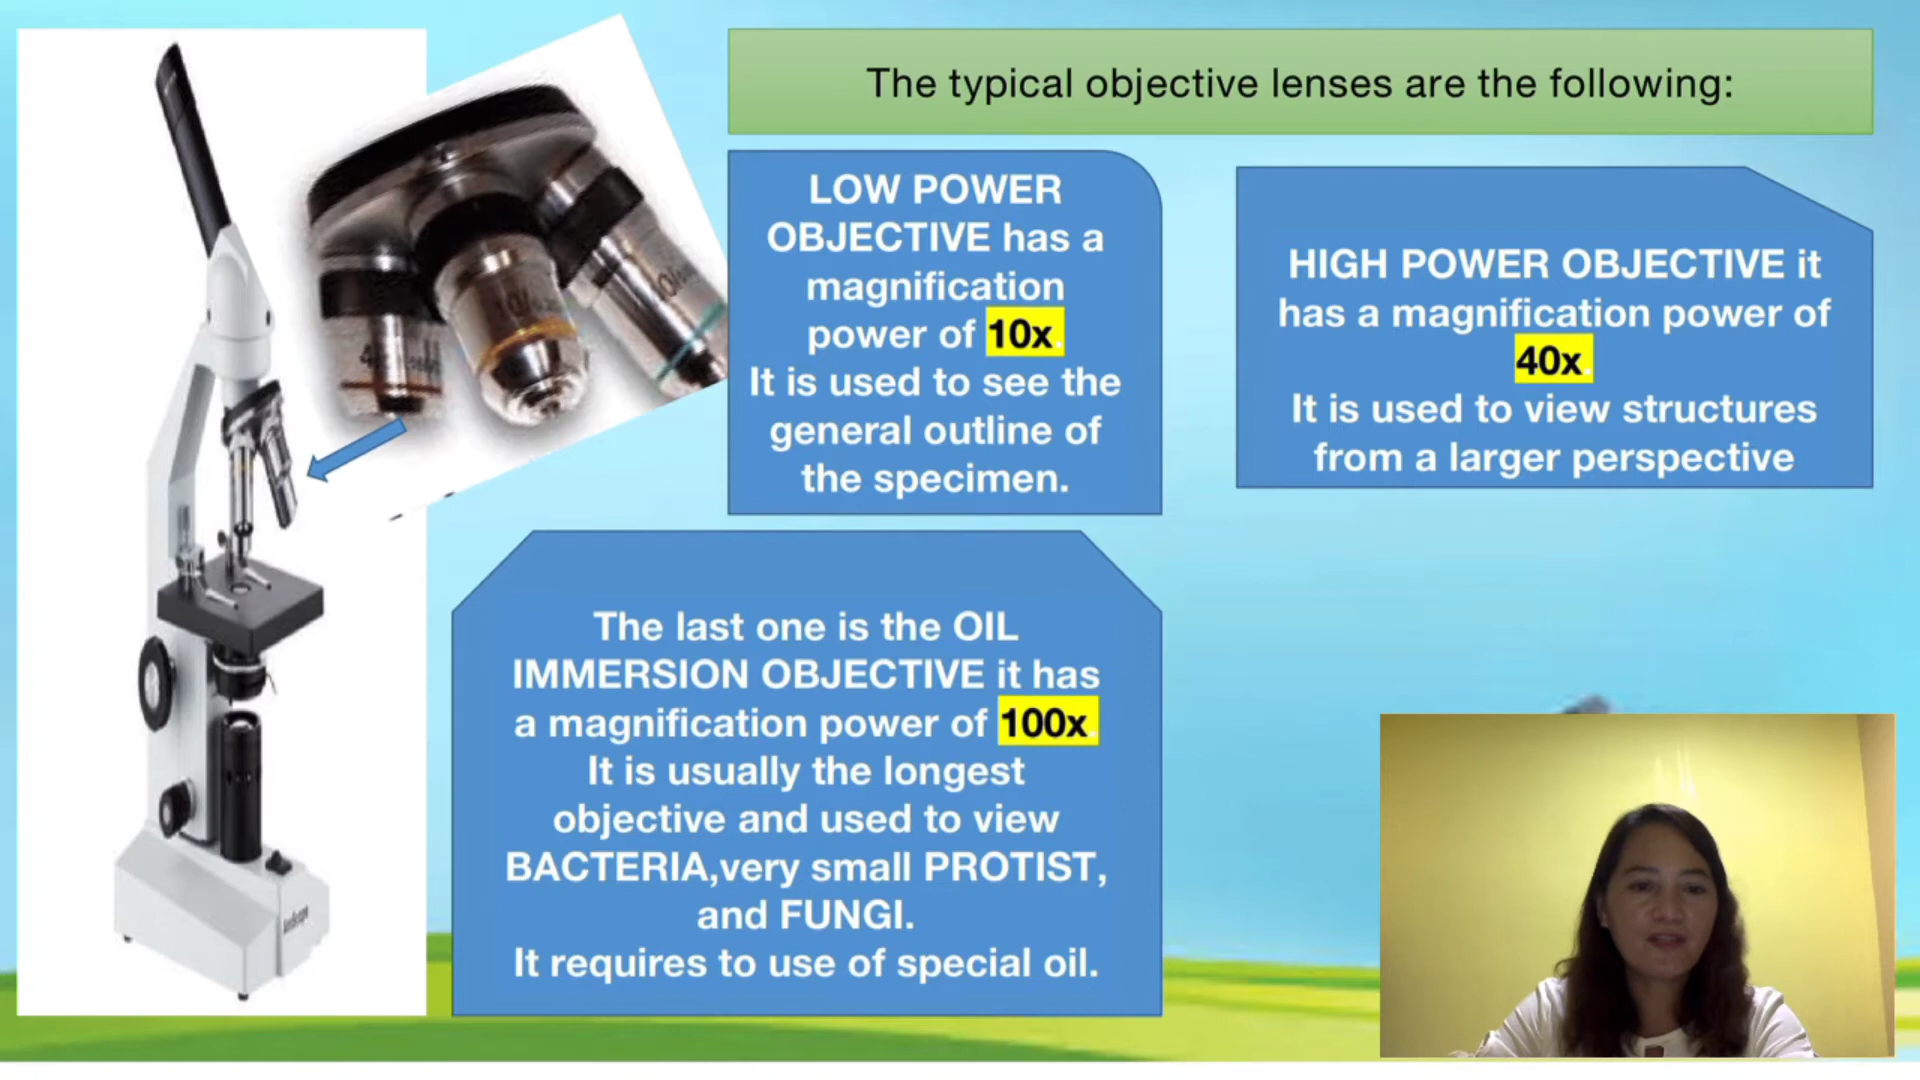 The typical objective lenses are the following:
LOW POWER
OBJECTIVE has a
magnification
power of 10x.
It is used to see the
general outline of
the specimen.
HIGH POWER OBJECTIVE it
has a magnification power of
40x.
It is used to view structures
from a larger perspective
The last one is the OIL
IMMERSION OBJECTIVE it has
a magnification power of 100x.
It is usually the longest
objective and used to view
BACTERIA,very small PROTIST,
and FUNGI.
It requires to use of special oil.